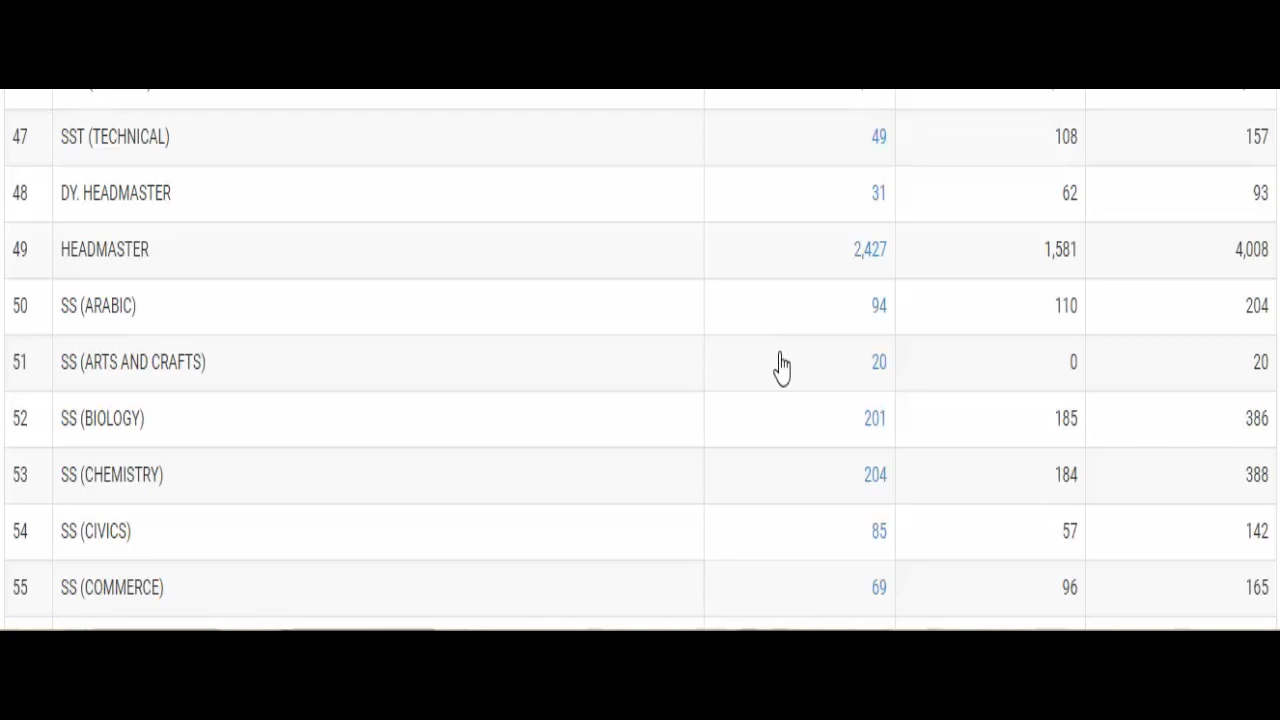 47 SST (TECHNICAL) 49 108 157
48 DY. HEADMASTER 31 62 93
49 HEADMASTER 2,427 1,581 4,008
50 SS (ARABIC) 94 110 204
51 SS (ARTS AND CRAFTS) 20 0 20
52 SS (BIOLOGY) 201 185 386
53 SS (CHEMISTRY) 204 184 388
54 SS (CIVICS) 85 57 142
55 SS (COMMERCE) 69 96 165